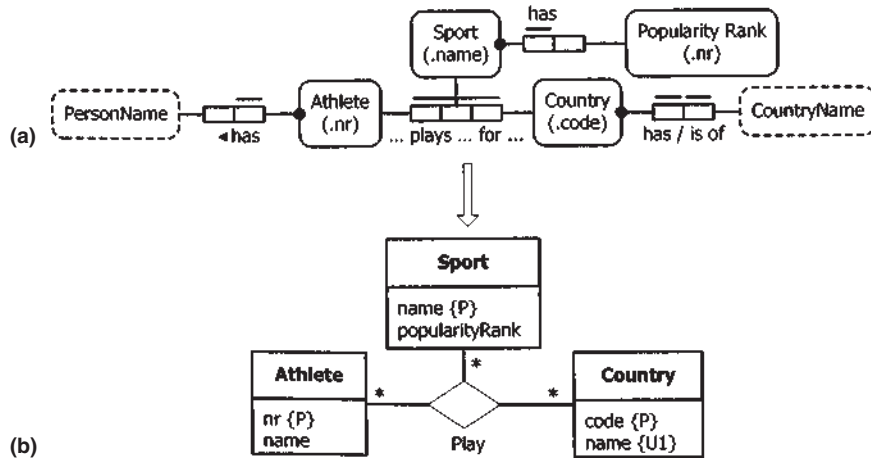 has
Sport
(.name)
Popularity Rank
(.nr)
PersonName
Athlete
(.nr)
Country
(.code)
CountryName
(a)
◄has
... plays ... for ...
has / is of
Sport
name {P}
popularityRank
Athlete
nr {P}
name
*
*
*
Play
Country
code {P}
name {U1}
(b)